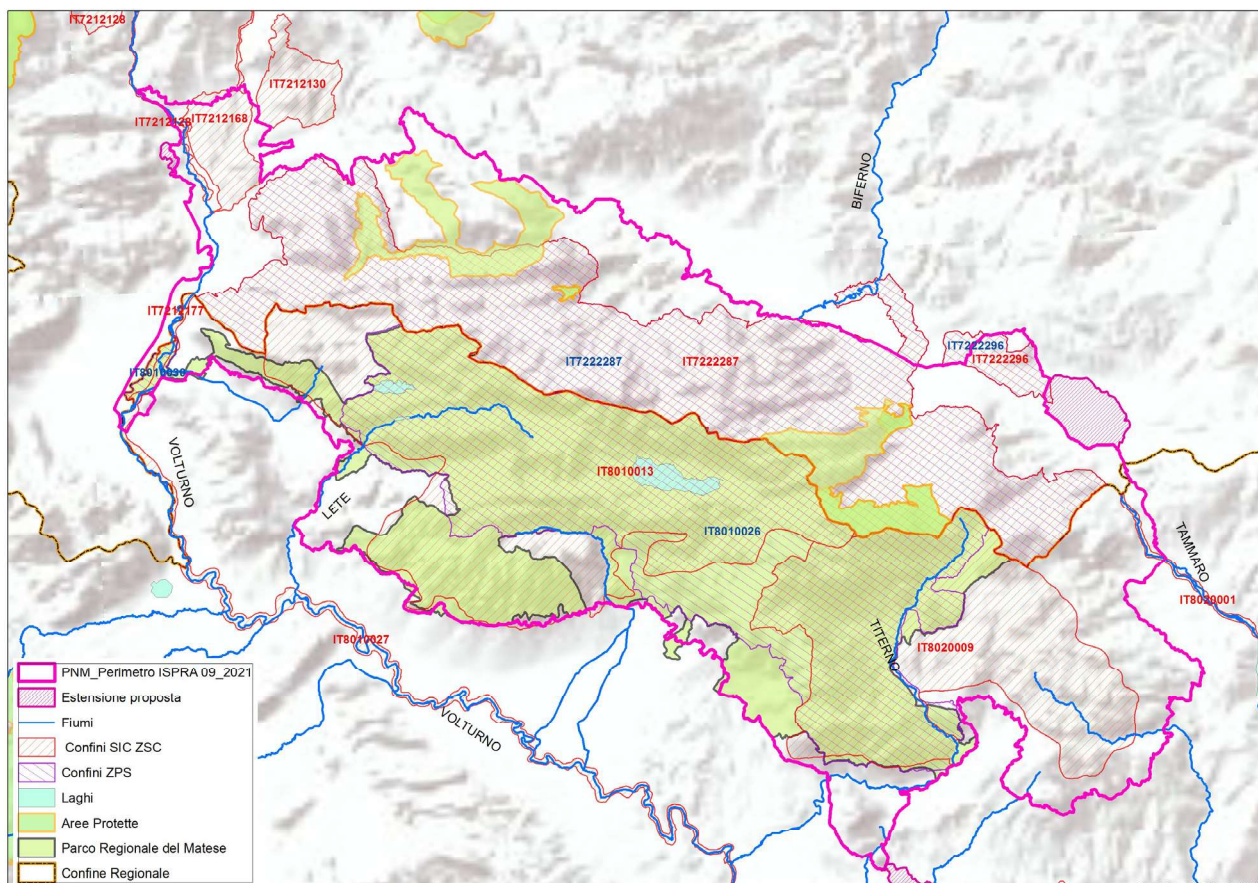 IT7212128
IT7212130
IT7212128
IT7212168
BIFERNO
IT7212177
IT7222296
IT7222296
IT7222287
IT7222287
VOLTURNO
LETE
IT8010013
IT8010026
TAMMARO
IT8020001
TITERNO
IT8020009
IT8010027
VOLTURNO
PNM_Perimetro ISPRA 09_2021
Estensione proposta
Fiumi
Confini SIC ZSC
Confini ZPS
Laghi
Aree Protette
Parco Regionale del Matese
Confine Regionale